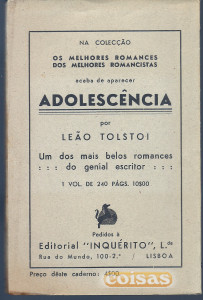 NA COLECÇÃO
OS MELHORES ROMANCES
DOS MELHORES ROMANCISTAS
acaba de aparecer
ADOLESCÊNCIA
por
LEÃO TOLSTOI
Um dos mais belos romances
: : : do genial escritor : : :
1 VOL. DE 240 PÁGS. 10$00
Pedidos à
Editorial "INQUÉRITO", L.da
Rua do Mundo, 100-2.º / LISBOA
Preço dêste caderno:
coisas